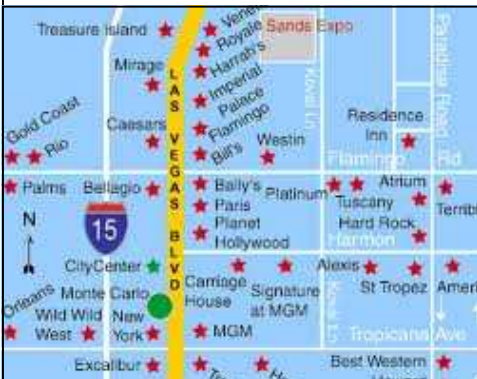 Treasure Island
Royale
Sands Expo
Harrah's
Mirage
Imperial
Palace
LAS VEGAS BLVD
Koval Ln
Paradise Road
Gold Coast
Rio
Caesars
Flamingo
Bill's
Westin
Residence
Inn
Flamingo Rd
Palms
Bellagio
Bally's
Paris
Planet
Hollywood
Platinum
Atrium
Tuscany
Hard Rock
Harmon
N
15
CityCenter
Carriage
House
Signature
at MGM
Alexis
St Tropez
Orleans
Monte Carlo
Wild Wild
West
New
York
MGM
Koval Ln
Tropicana Ave
Excalibur
Best Western